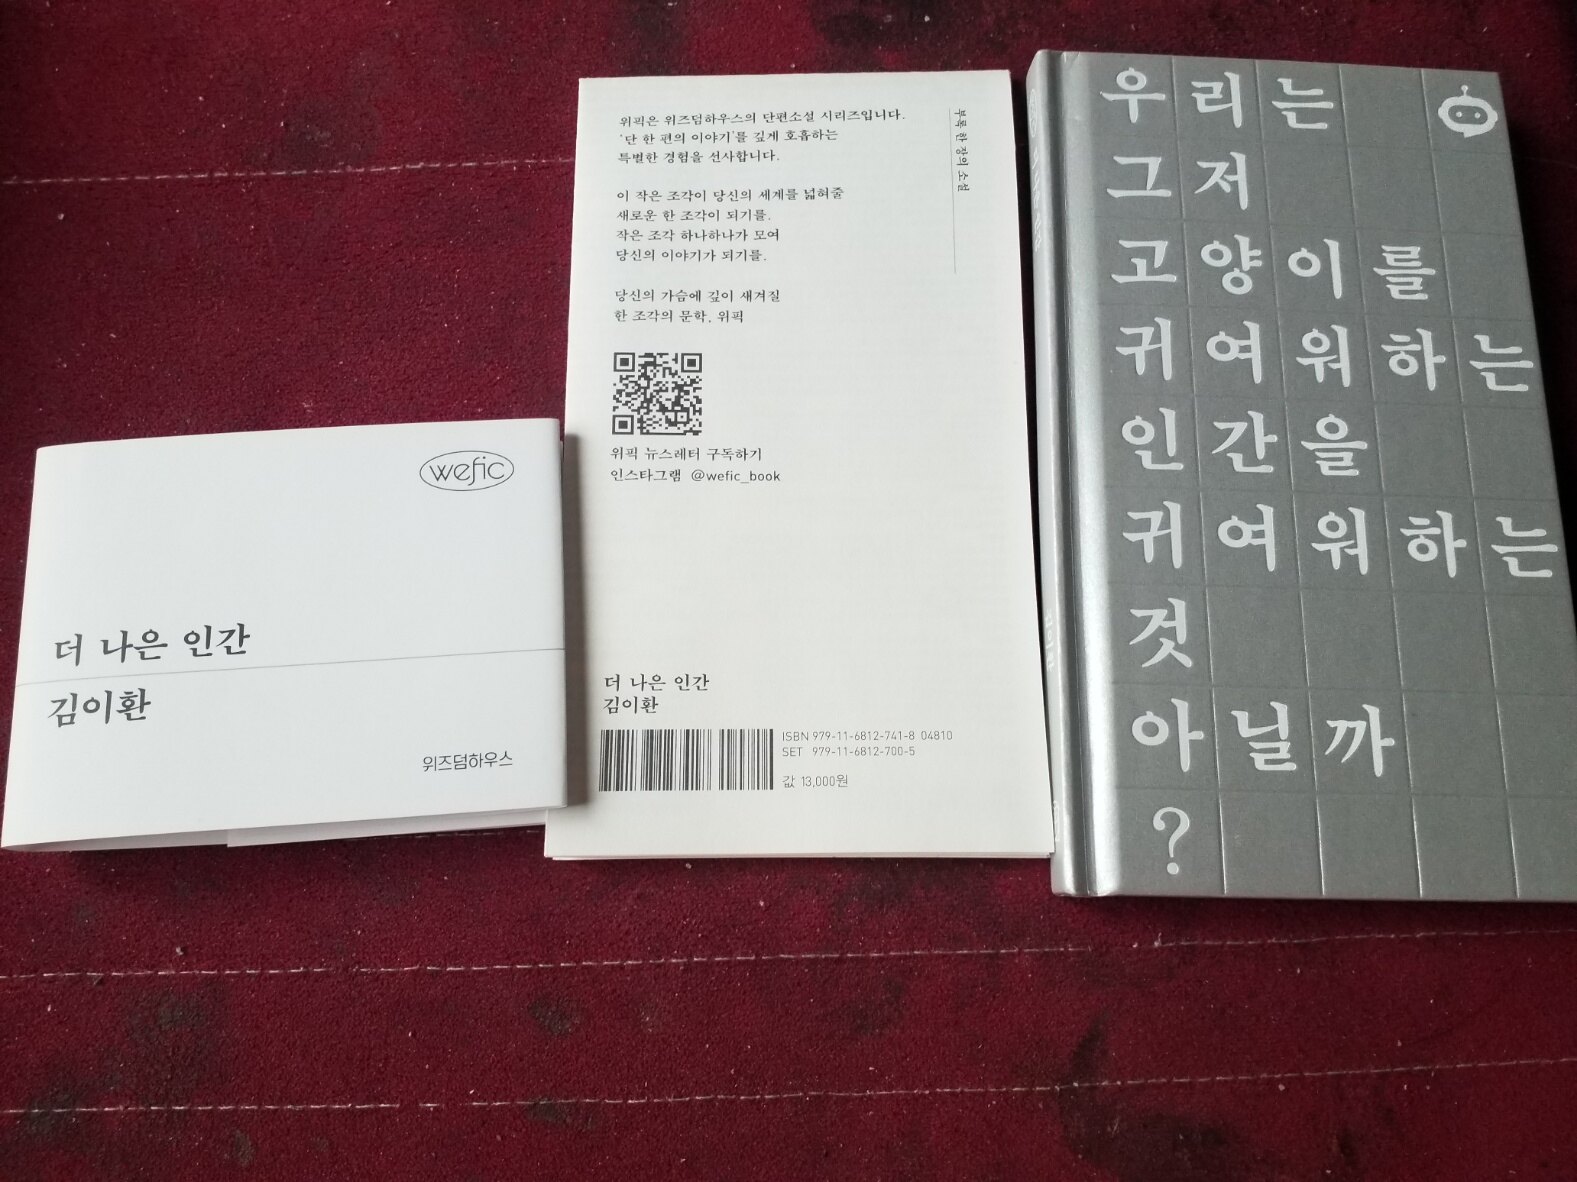 wefic
더 나은 인간
김이환
위즈덤하우스
위픽은 위즈덤하우스의 단편소설 시리즈입니다.
'단 한 편의 이야기'를 깊게 호흡하는
특별한 경험을 선사합니다.
이 작은 조각이 당신의 세계를 넓혀줄
새로운 한 조각이 되기를.
작은 조각 하나하나가 모여
당신의 이야기가 되기를.
당신의 가슴에 깊이 새겨질
한 조각의 문학, 위픽
위픽 뉴스레터 구독하기
인스타그램 @wefic_book
부록 한 장의 소설
더 나은 인간
김이환
ISBN 979-11-6812-741-8 04810
SET 979-11-6812-700-5
값 13,000원
우리는
그저
고양이를
귀여워하는
인간을
귀여워하는
것
아닐까
?